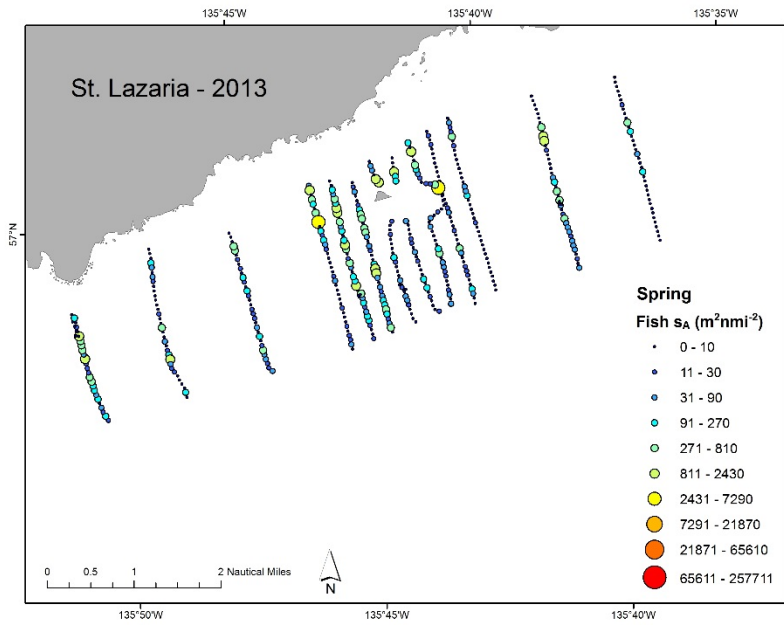 135°45'W 135°40'W 135°35'W
St. Lazaria - 2013
57°N
Spring
Fish s_A (m²nmi⁻²)
0 - 10
11 - 30
31 - 90
91 - 270
271 - 810
811 - 2430
2431 - 7290
7291 - 21870
21871 - 65610
65611 - 257711
0 0.5 1 2 Nautical Miles
N
135°50'W 135°45'W 135°40'W